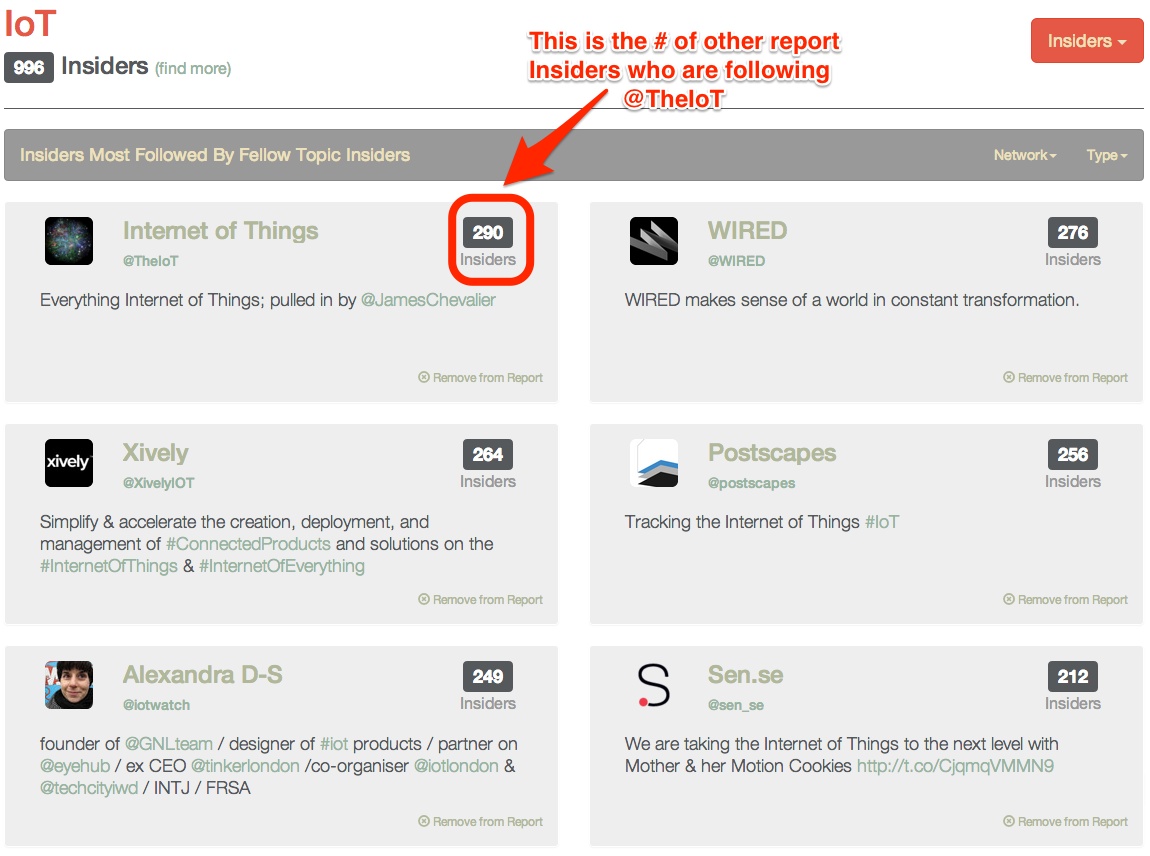 IoT
996 Insiders (find more)
This is the # of other report
Insiders who are following
@TheIoT
Insiders
Insiders Most Followed By Fellow Topic Insiders
Network
Type
Internet of Things
@TheIoT
290
Insiders
Everything Internet of Things; pulled in by @JamesChevalier
Remove from Report
WIRED
@WIRED
276
Insiders
WIRED makes sense of a world in constant transformation.
Remove from Report
xively
Xively
@XivelyIOT
264
Insiders
Simplify & accelerate the creation, deployment, and
management of #ConnectedProducts and solutions on the
#InternetOfThings & #InternetOfEverything
Remove from Report
Postscapes
@postscapes
256
Insiders
Tracking the Internet of Things #IoT
Remove from Report
Alexandra D-S
@iotwatch
249
Insiders
founder of @GNLteam / designer of #iot products / partner on
@eyehub / ex CEO @tinkerlondon /co-organiser @iotlondon &
@techcityiwd / INTJ / FRSA
Remove from Report
S
Sen.se
@sen_se
212
Insiders
We are taking the Internet of Things to the next level with
Mother & her Motion Cookies http://t.co/CjqmqVMMN9
Remove from Report